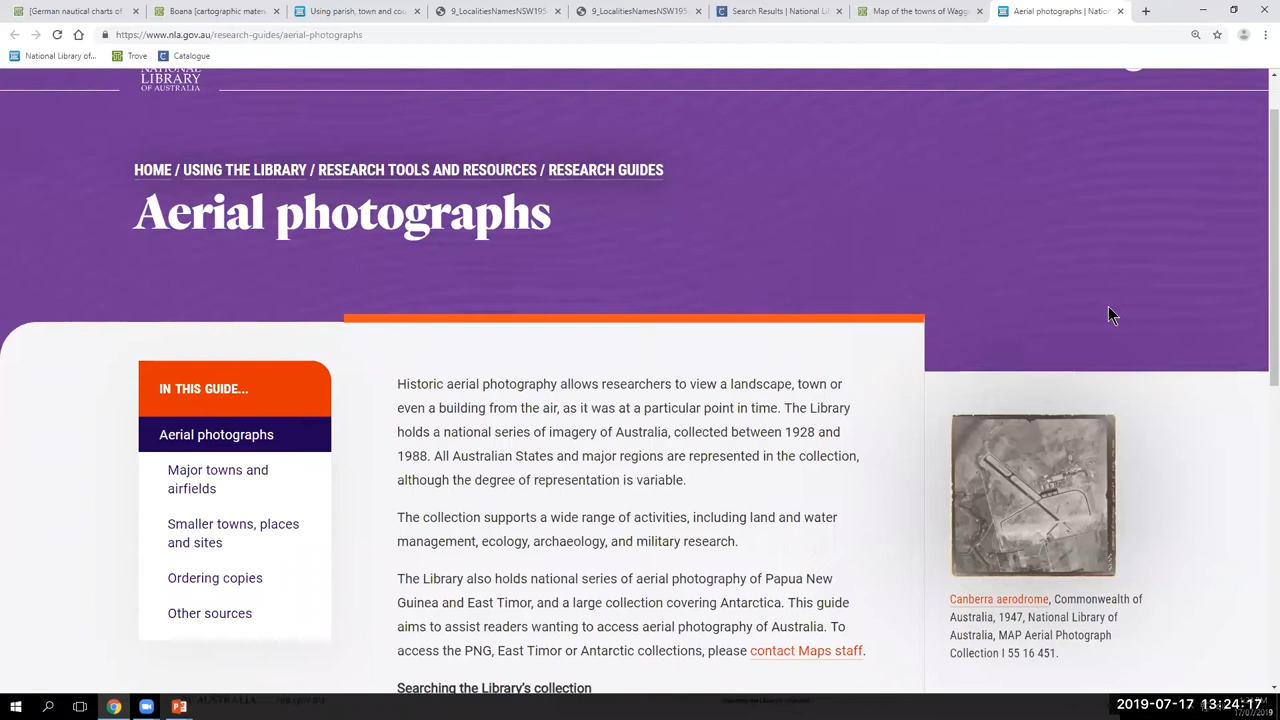 [German nautical charts of
Boana [cartographic materi
Using parish, town and cou
9_LocalitiesNamesNSW195
9_LocalitiesNamesNSW195
Search Results | National Li
Map of the towns of Wagg
Aerial photographs | Natio
https://www.nla.gov.au/research-guides/aerial-photographs
National Library of...
Trove
Catalogue
NATIONAL
LIBRARY
OF AUSTRALIA
HOME / USING THE LIBRARY / RESEARCH TOOLS AND RESOURCES / RESEARCH GUIDES
Aerial photographs
IN THIS GUIDE...
Aerial photographs
Major towns and
airfields
Smaller towns, places
and sites
Ordering copies
Other sources
Historic aerial photography allows researchers to view a landscape, town or
even a building from the air, as it was at a particular point in time. The Library
holds a national series of imagery of Australia, collected between 1928 and
1988. All Australian States and major regions are represented in the collection,
although the degree of representation is variable.
The collection supports a wide range of activities, including land and water
management, ecology, archaeology, and military research.
The Library also holds national series of aerial photography of Papua New
Guinea and East Timor, and a large collection covering Antarctica. This guide
aims to assist readers wanting to access aerial photography of Australia. To
access the PNG, East Timor or Antarctic collections, please contact Maps staff.
Searching the Library's collection
Canberra aerodrome, Commonwealth of
Australia, 1947, National Library of
Australia, MAP Aerial Photograph
Collection I 55 16 451.
2019-07-17 13:24:17
17/07/2019